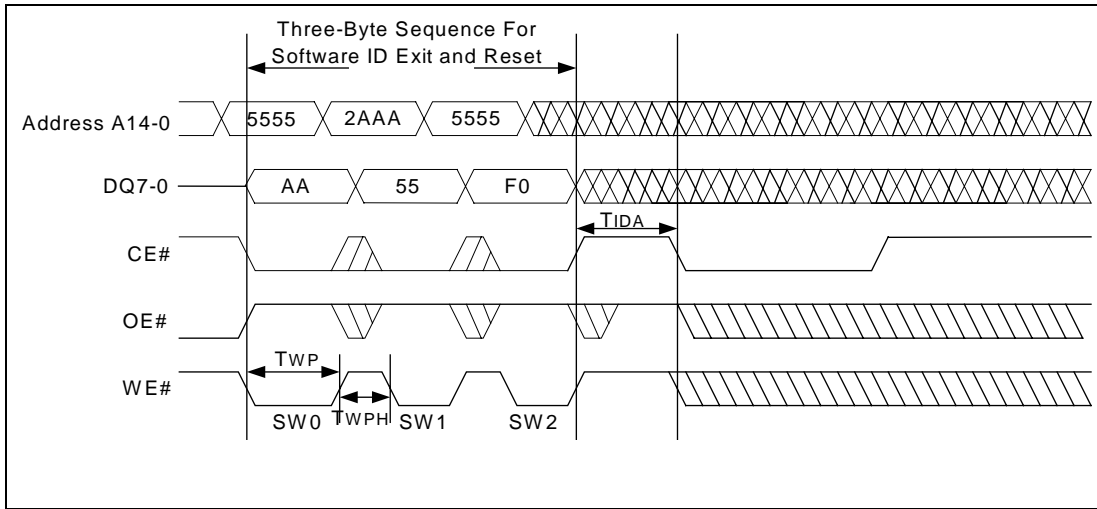 Three-Byte Sequence For
Software ID Exit and Reset
Address A14-0
5555
2AAA
5555
DQ7-0
AA
55
F0
TIDA
CE#
OE#
TWP
WE#
SW0
TWPH
SW1
SW2